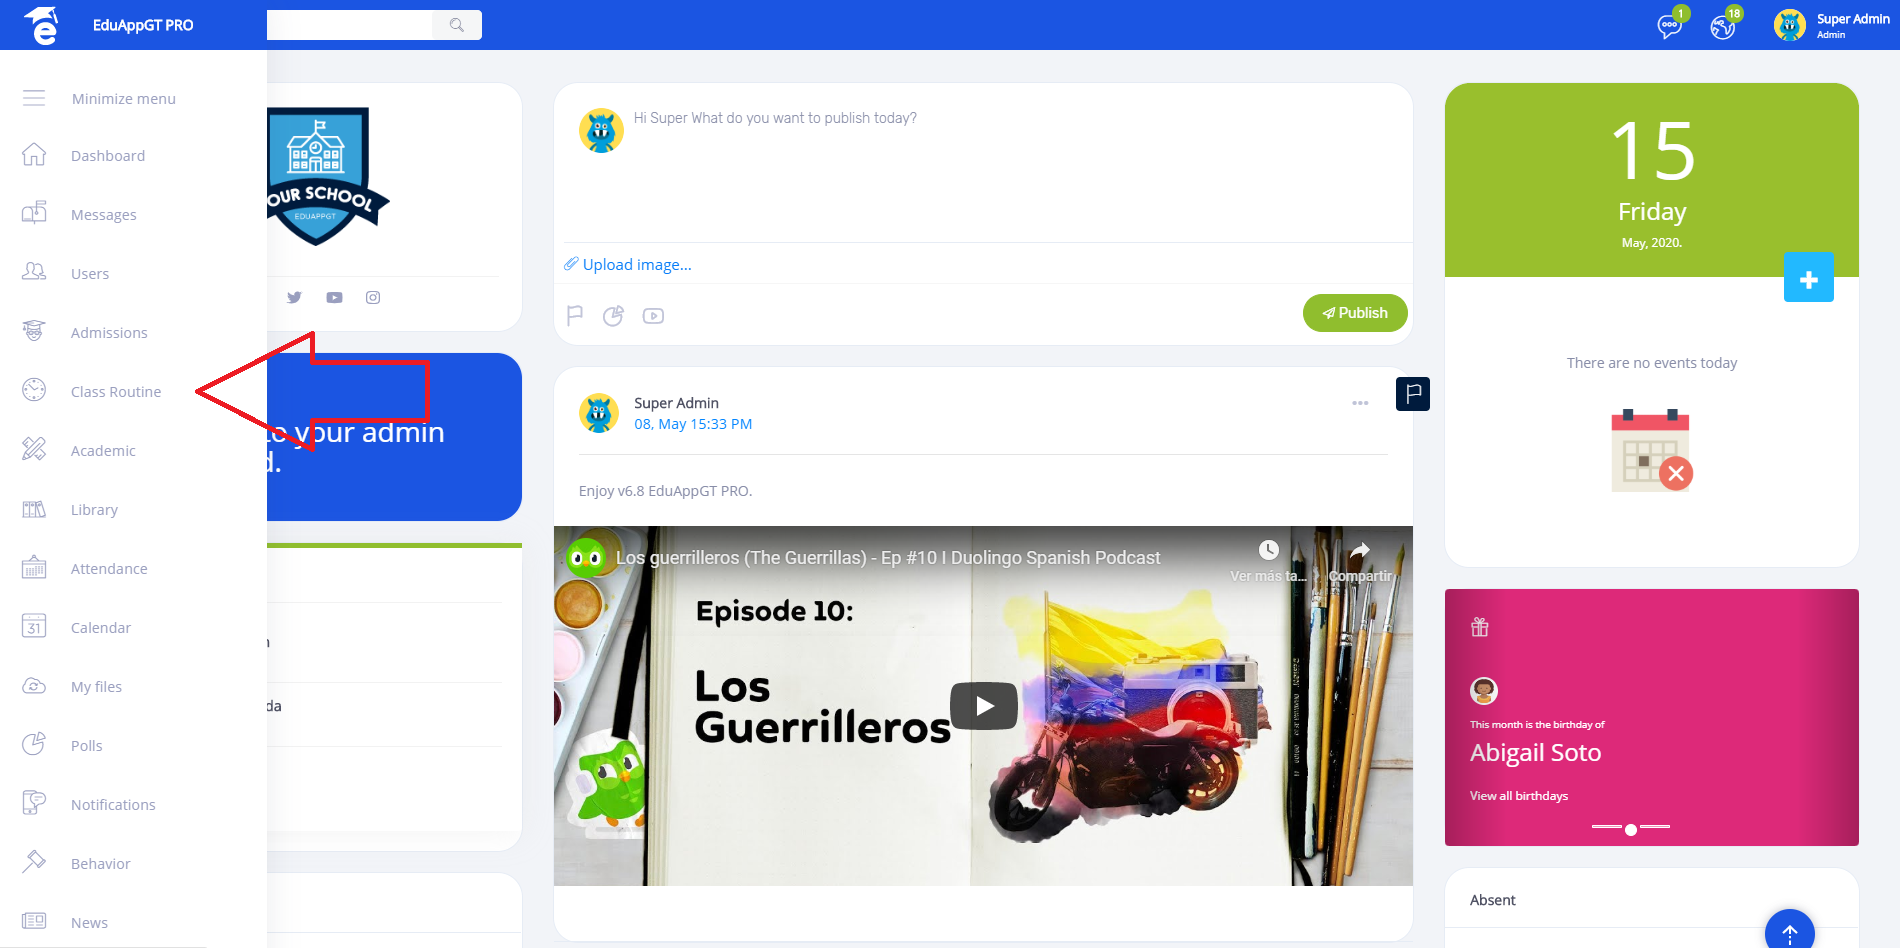 EduAppGT PRO
1
18
Super Admin
Admin
Minimize menu
Dashboard
Messages
Users
Admissions
Class Routine
Academic
Library
Attendance
Calendar
31
My files
Polls
Notifications
Behavior
News
OUR SCHOOL
EDUAPPGT
to your admin
d.
da
Hi Super What do you want to publish today?
Upload image...
Publish
Super Admin
08, May 15:33 PM
Enjoy v6.8 EduAppGT PRO.
Los guerrilleros (The Guerrillas) - Ep #10 I Duolingo Spanish Podcast
Ver más ta...
Compartir
Episode 10:
Los
Guerrilleros
15
Friday
May, 2020.
There are no events today
This month is the birthday of
Abigail Soto
View all birthdays
Absent